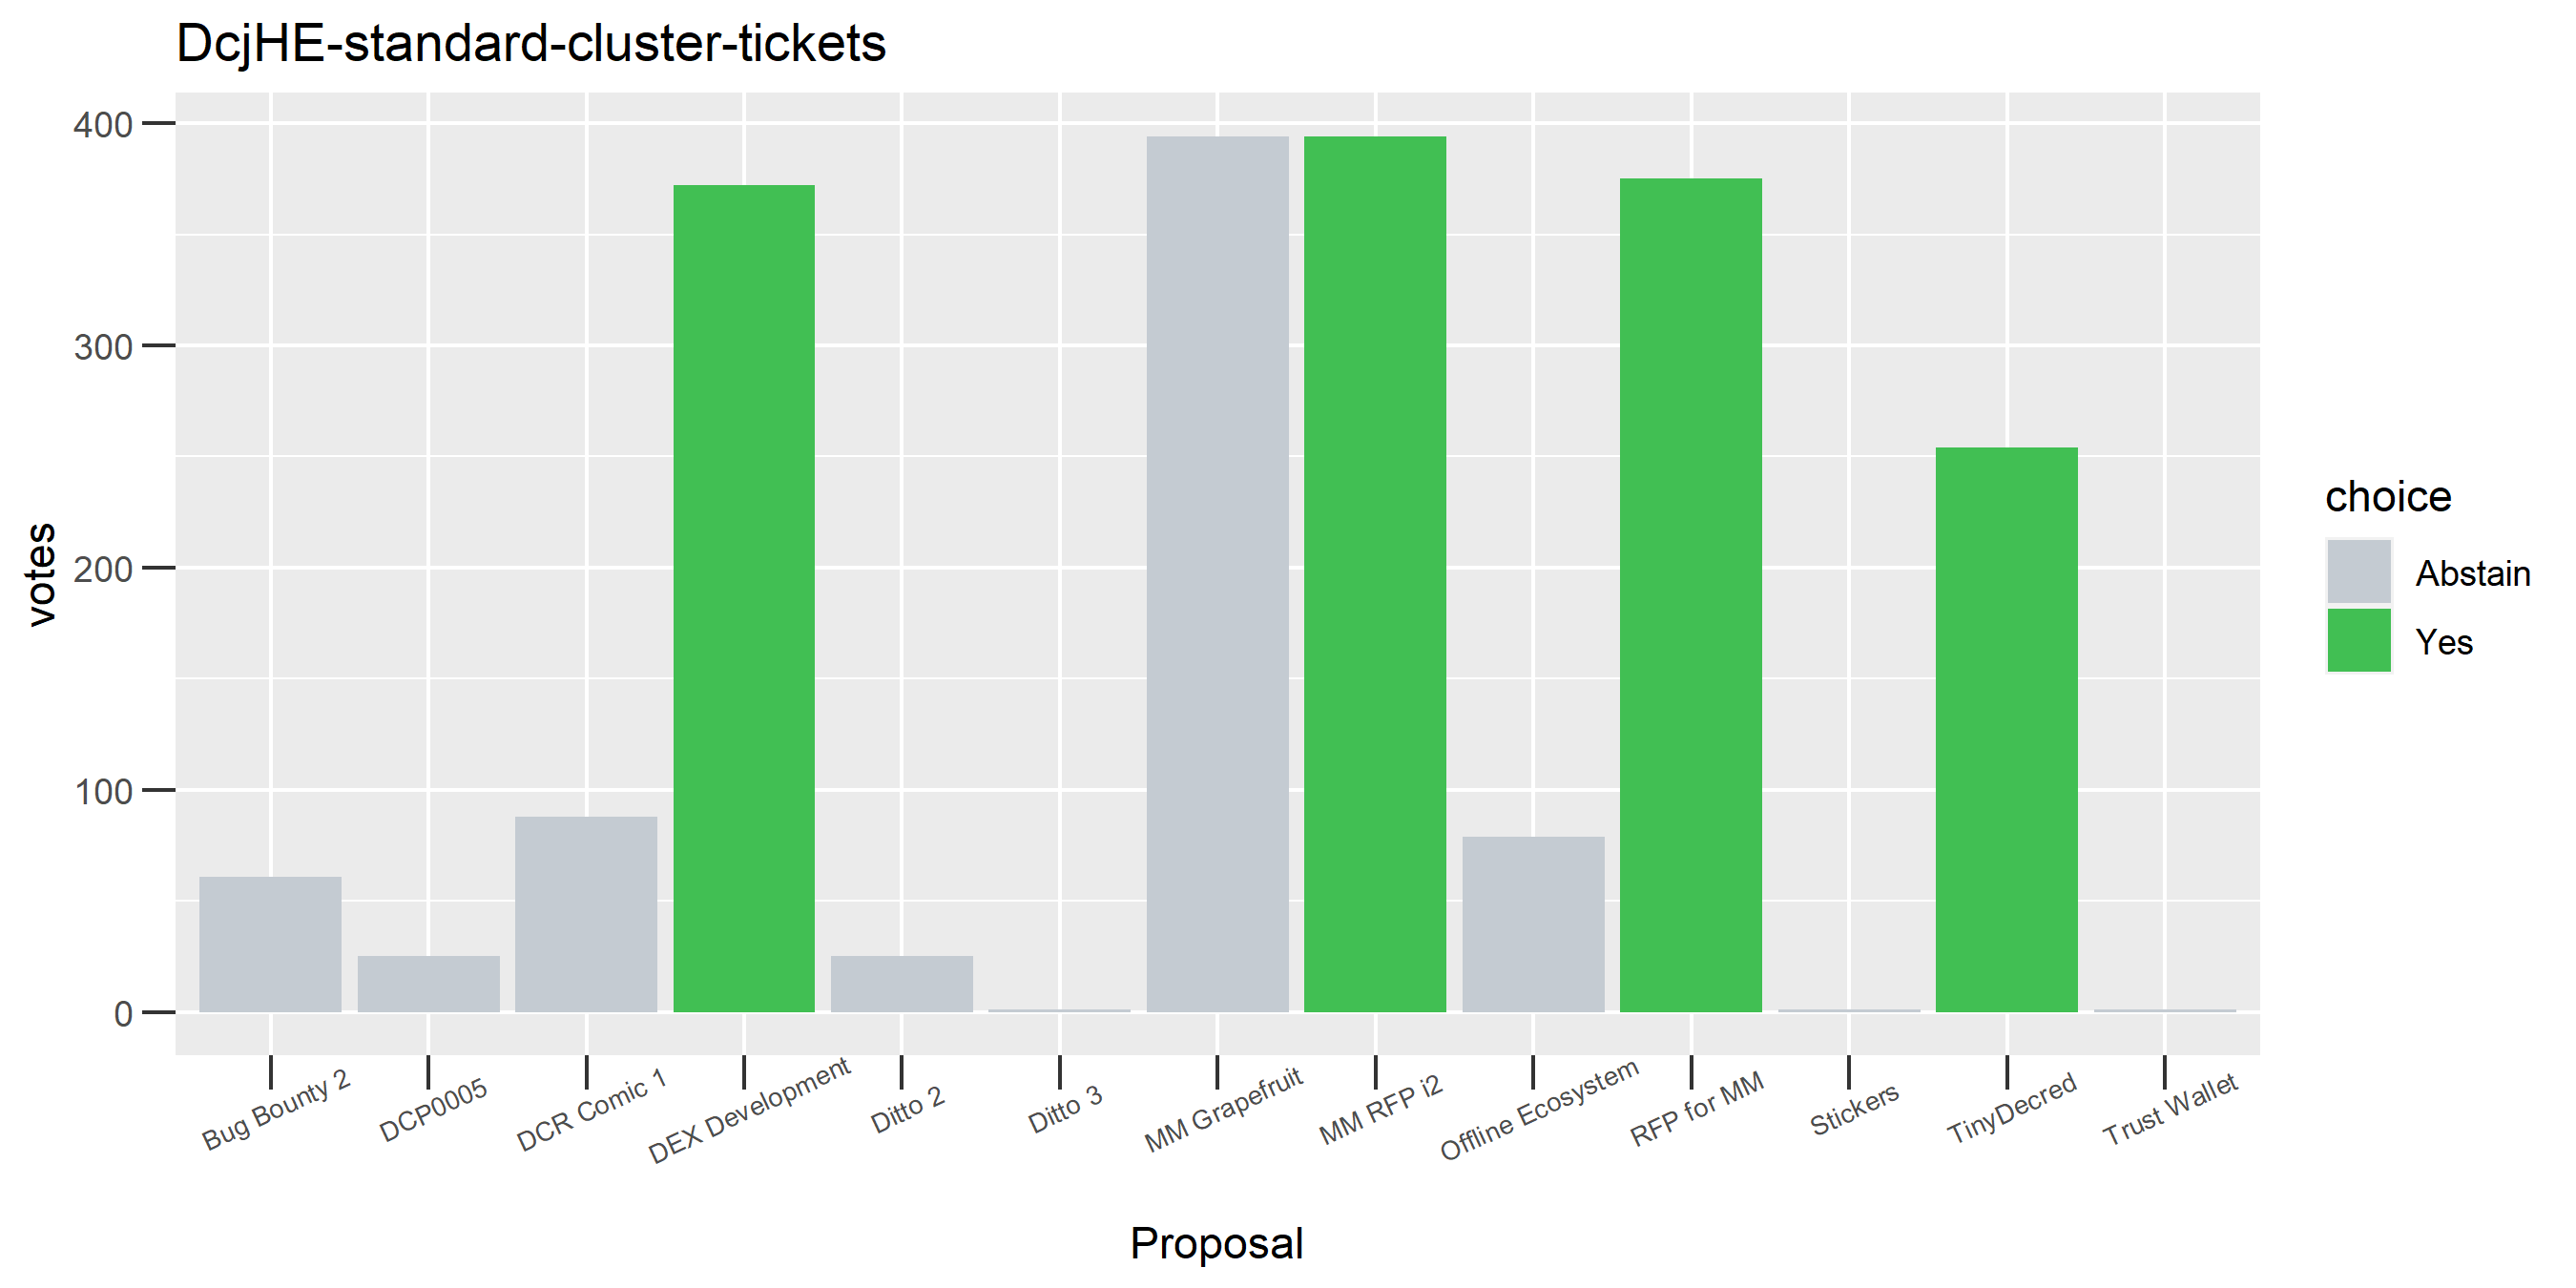 DcjHE-standard-cluster-tickets
votes
400
300
200
100
0
Bug Bounty 2
DCP0005
DCR Comic 1
DEX Development
Ditto 2
Ditto 3
MM Grapefruit
MM RFP i2
Offline Ecosystem
RFP for MM
Stickers
TinyDecred
Trust Wallet
Proposal
choice
Abstain
Yes